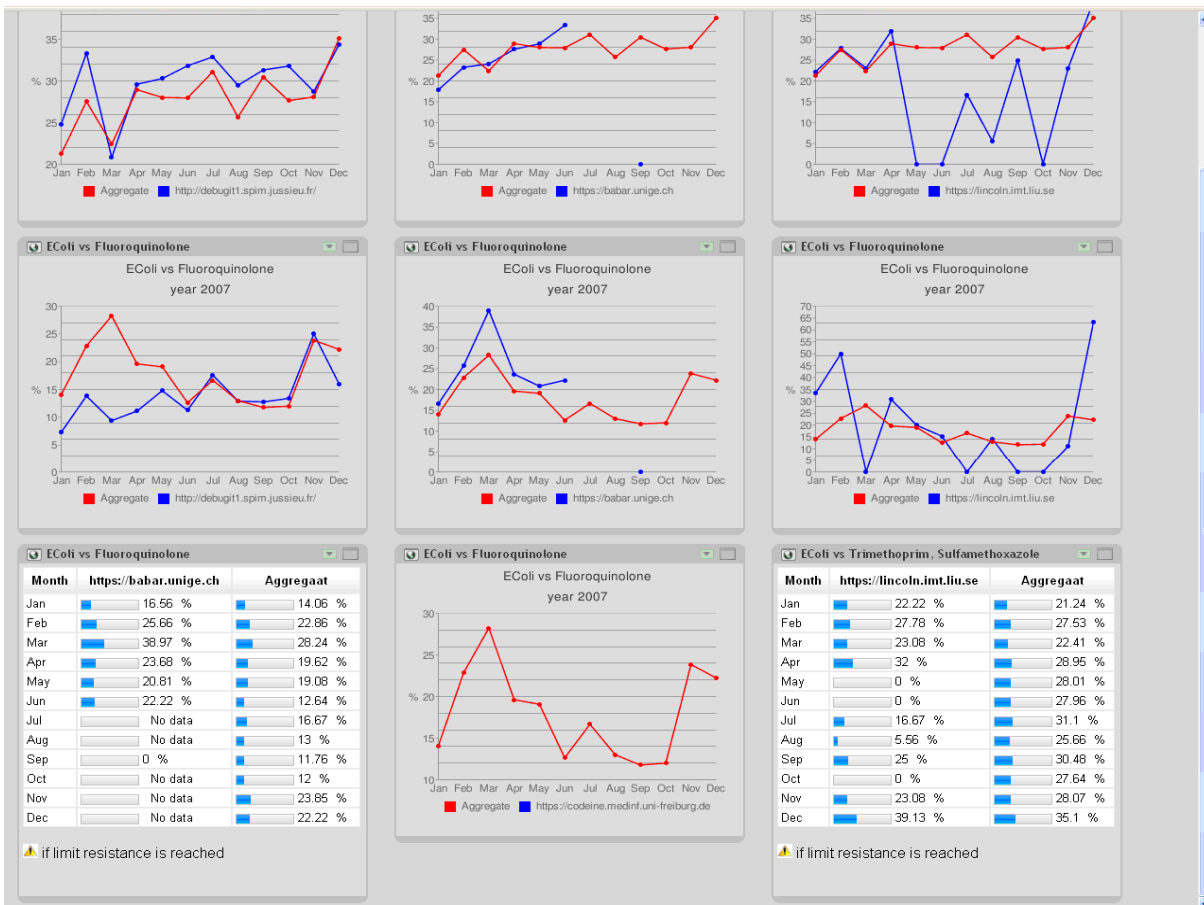 35
30
25
20
%
Jan Feb Mar Apr May Jun Jul Aug Sep Oct Nov Dec
Aggregate http://debugit1.spim.jussieu.fr/
35
30
25
20
15
10
5
0
%
Jan Feb Mar Apr May Jun Jul Aug Sep Oct Nov Dec
Aggregate https://babar.unige.ch
35
30
25
20
15
10
5
0
%
Jan Feb Mar Apr May Jun Jul Aug Sep Oct Nov Dec
Aggregate https://lincoln.imt.liu.se
EColi vs Fluoroquinolone
EColi vs Fluoroquinolone
year 2007
30
25
20
15
10
5
0
%
Jan Feb Mar Apr May Jun Jul Aug Sep Oct Nov Dec
Aggregate http://debugit1.spim.jussieu.fr/
EColi vs Fluoroquinolone
EColi vs Fluoroquinolone
year 2007
40
35
30
25
20
15
10
5
0
%
Jan Feb Mar Apr May Jun Jul Aug Sep Oct Nov Dec
Aggregate https://babar.unige.ch
EColi vs Fluoroquinolone
EColi vs Fluoroquinolone
year 2007
70
65
60
55
50
45
40
35
30
25
20
15
10
5
0
%
Jan Feb Mar Apr May Jun Jul Aug Sep Oct Nov Dec
Aggregate https://lincoln.imt.liu.se
EColi vs Fluoroquinolone
Month https://babar.unige.ch Aggregaat
Jan 16.56 % 14.06 %
Feb 25.66 % 22.86 %
Mar 38.97 % 28.24 %
Apr 23.68 % 19.62 %
May 20.81 % 19.08 %
Jun 22.22 % 12.64 %
Jul No data 16.67 %
Aug No data 13 %
Sep 0 % 11.76 %
Oct No data 12 %
Nov No data 23.85 %
Dec No data 22.22 %
if limit resistance is reached
EColi vs Fluoroquinolone
EColi vs Fluoroquinolone
year 2007
30
25
20
15
10
%
Jan Feb Mar Apr May Jun Jul Aug Sep Oct Nov Dec
Aggregate https://codeine.medinf.uni-freiburg.de
EColi vs Trimethoprim, Sulfamethoxazole
Month https://lincoln.imt.liu.se Aggregaat
Jan 22.22 % 21.24 %
Feb 27.78 % 27.53 %
Mar 23.08 % 22.41 %
Apr 32 % 28.95 %
May 0 % 28.01 %
Jun 0 % 27.96 %
Jul 16.67 % 31.1 %
Aug 5.56 % 25.66 %
Sep 25 % 30.48 %
Oct 0 % 27.64 %
Nov 23.08 % 28.07 %
Dec 39.13 % 35.1 %
if limit resistance is reached